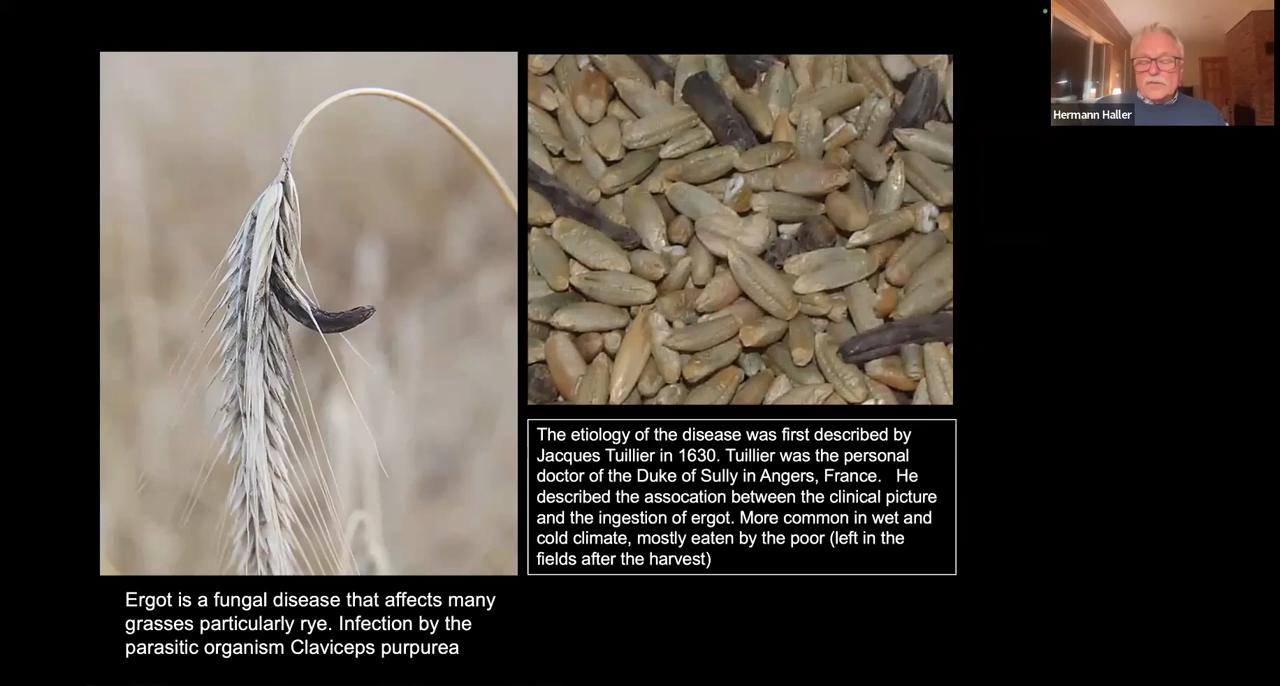 Hermann Haller
The etiology of the disease was first described by
Jacques Tuillier in 1630. Tuillier was the personal
doctor of the Duke of Sully in Angers, France. He
described the assocation between the clinical picture
and the ingestion of ergot. More common in wet and
cold climate, mostly eaten by the poor (left in the
fields after the harvest)
Ergot is a fungal disease that affects many
grasses particularly rye. Infection by the
parasitic organism Claviceps purpurea